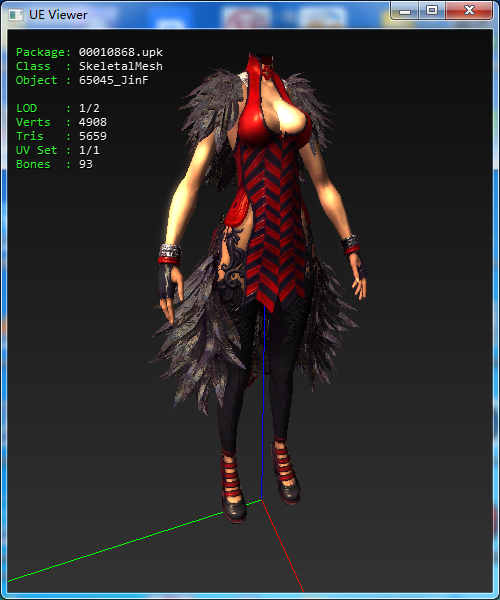 UE Viewer
Package: 00010868.upk
Class : SkeletalMesh
Object : 65045_JinF
LOD : 1/2
Verts : 4908
Tris : 5659
UV Set : 1/1
Bones : 93